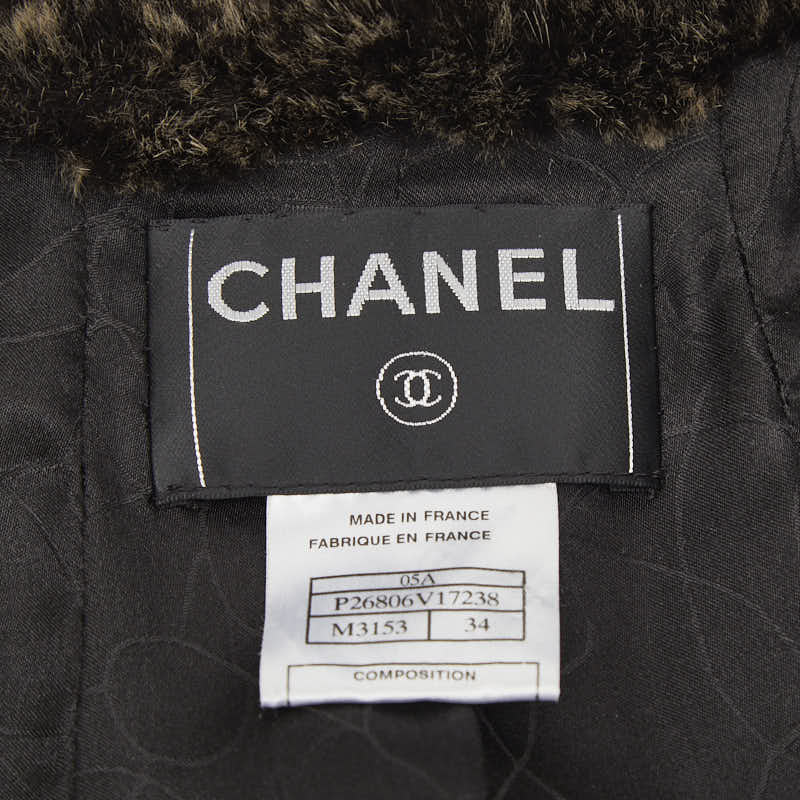 CHANEL
MADE IN FRANCE
FABRIQUE EN FRANCE
05A
P26806V17238
M3153 34
COMPOSITION